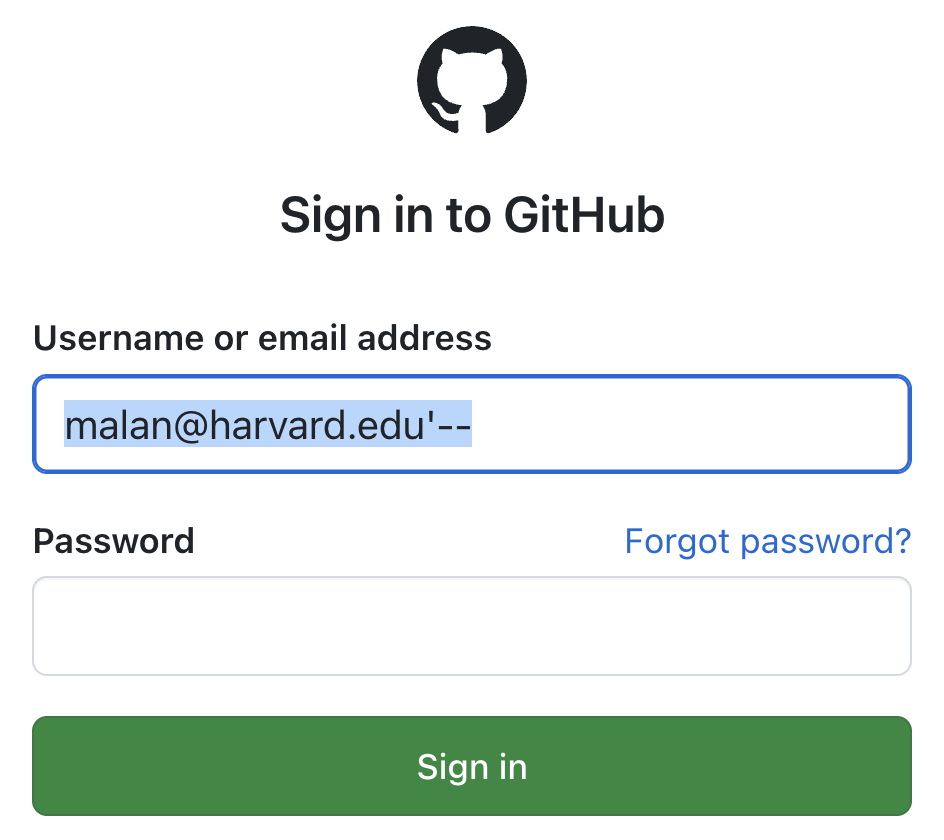 Sign in to GitHub
Username or email address
malan@harvard.edu'--
Password
Forgot password?
Sign in